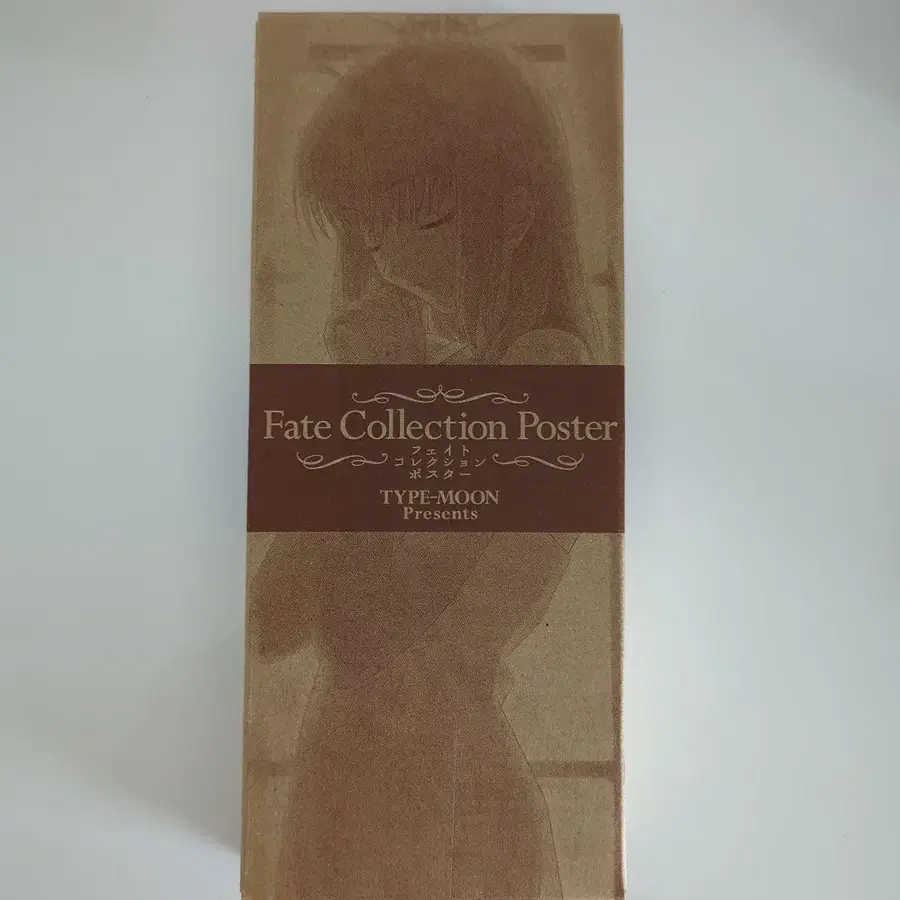 Fate Collection Poster
フェイト
コレクション
ポスター
TYPE-MOON
Presents